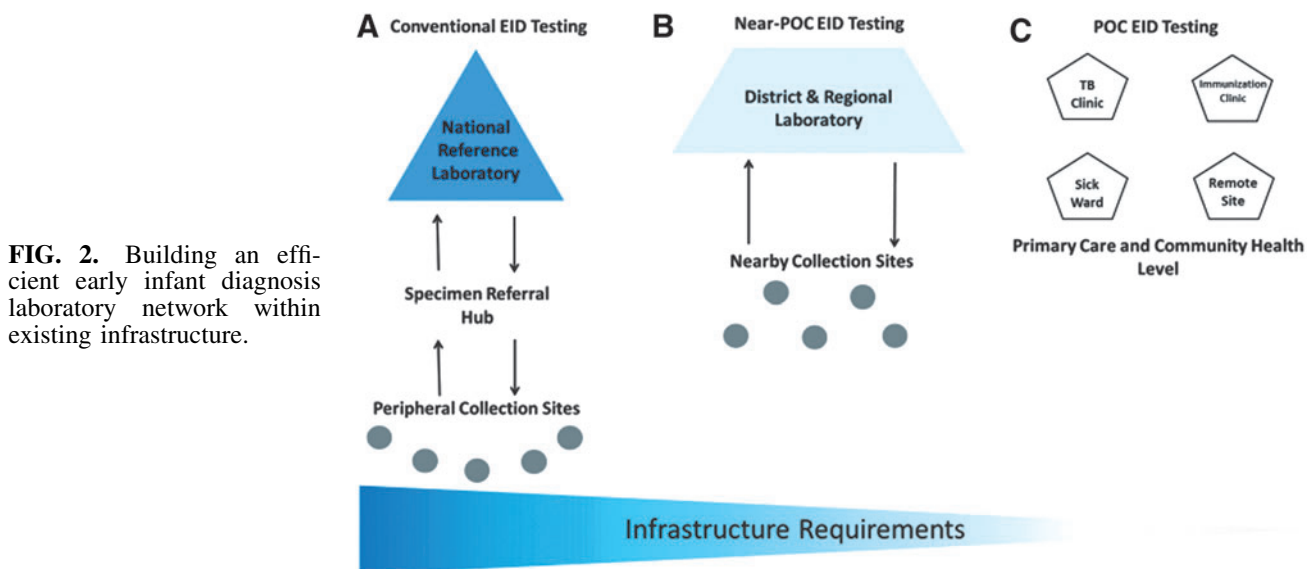 FIG. 2. Building an effi-
cient early infant diagnosis
laboratory network within
existing infrastructure.
A Conventional EID Testing
National
Reference
Laboratory
Specimen Referral
Hub
Peripheral Collection Sites
B Near-POC EID Testing
District & Regional
Laboratory
Nearby Collection Sites
C POC EID Testing
TB
Clinic
Immunization
Clinic
Sick
Ward
Remote
Site
Primary Care and Community Health
Level
Infrastructure Requirements